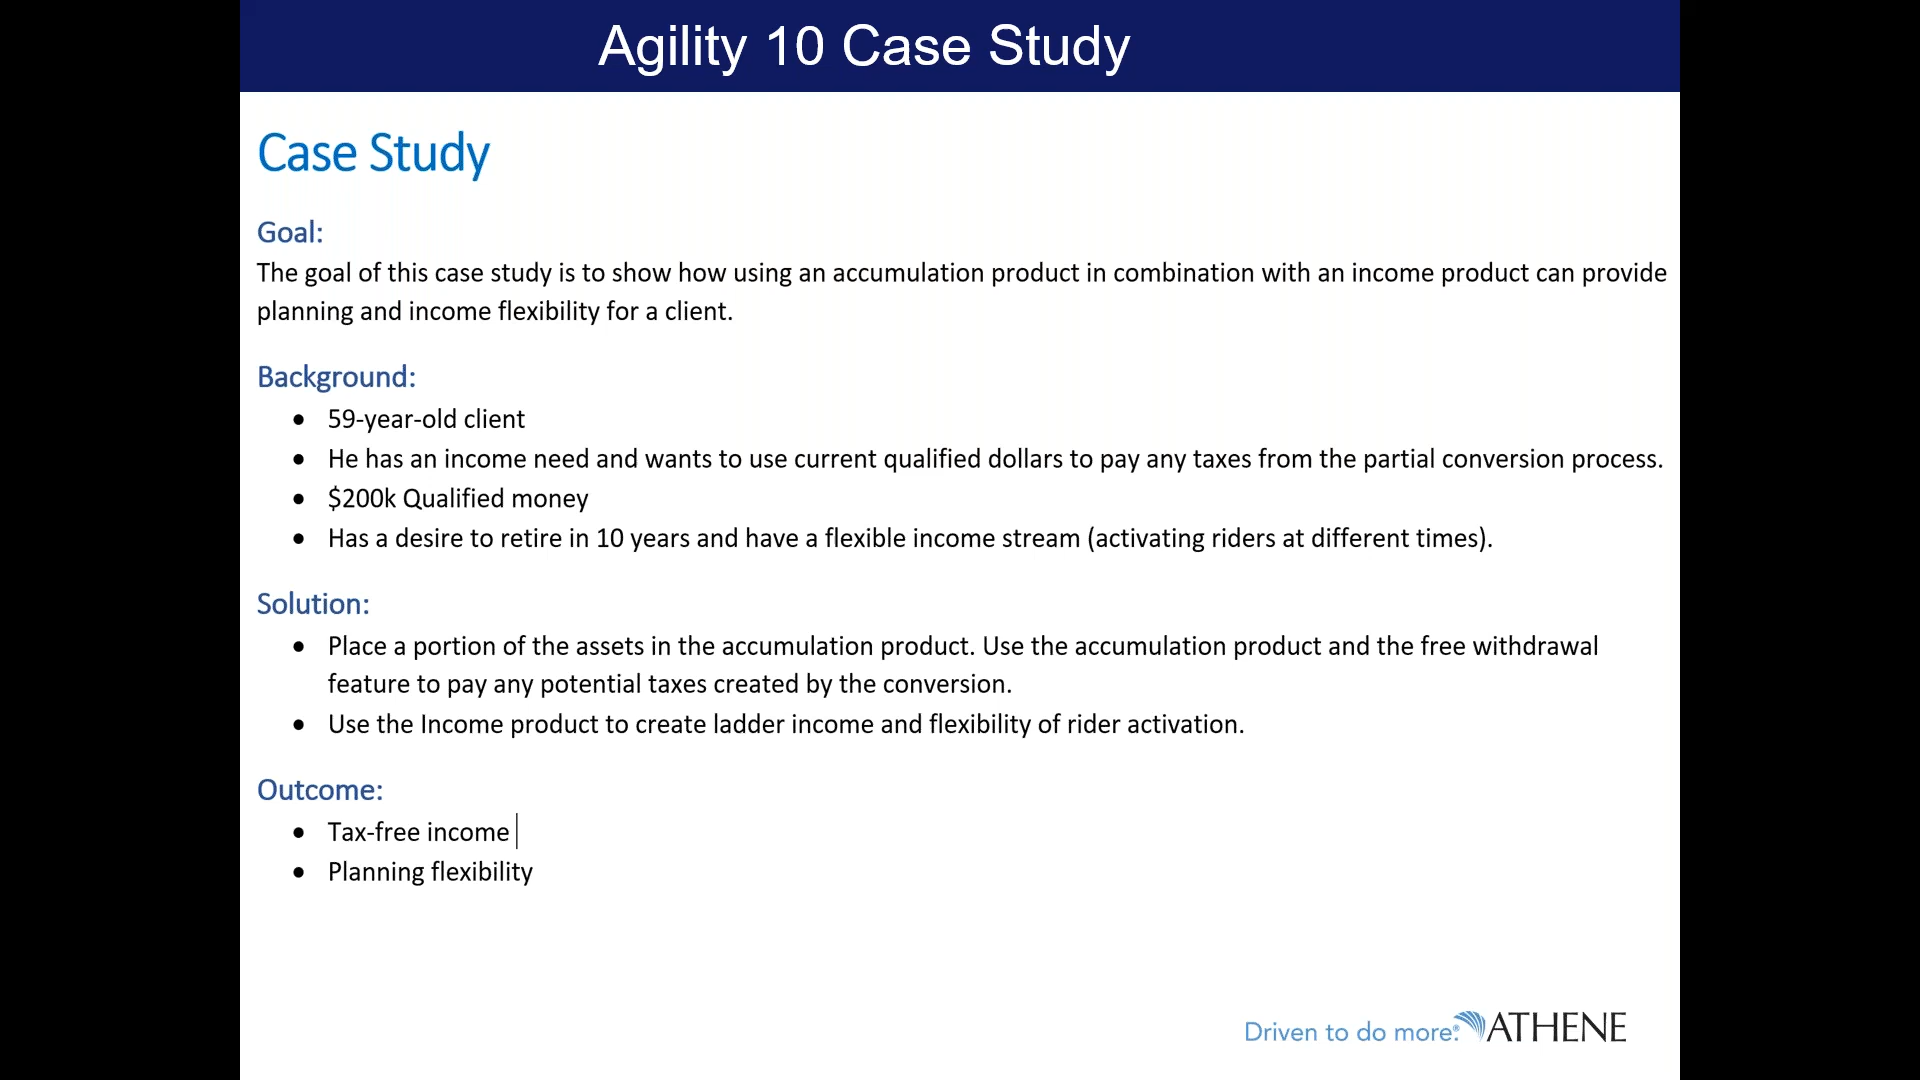 Agility 10 Case Study
Case Study
Goal:
The goal of this case study is to show how using an accumulation product in combination with an income product can provide
planning and income flexibility for a client.
Background:
• 59-year-old client
• He has an income need and wants to use current qualified dollars to pay any taxes from the partial conversion process.
• $200k Qualified money
• Has a desire to retire in 10 years and have a flexible income stream (activating riders at different times).
Solution:
• Place a portion of the assets in the accumulation product. Use the accumulation product and the free withdrawal
feature to pay any potential taxes created by the conversion.
• Use the Income product to create ladder income and flexibility of rider activation.
Outcome:
• Tax-free income
• Planning flexibility
Driven to do more.® ATHENE